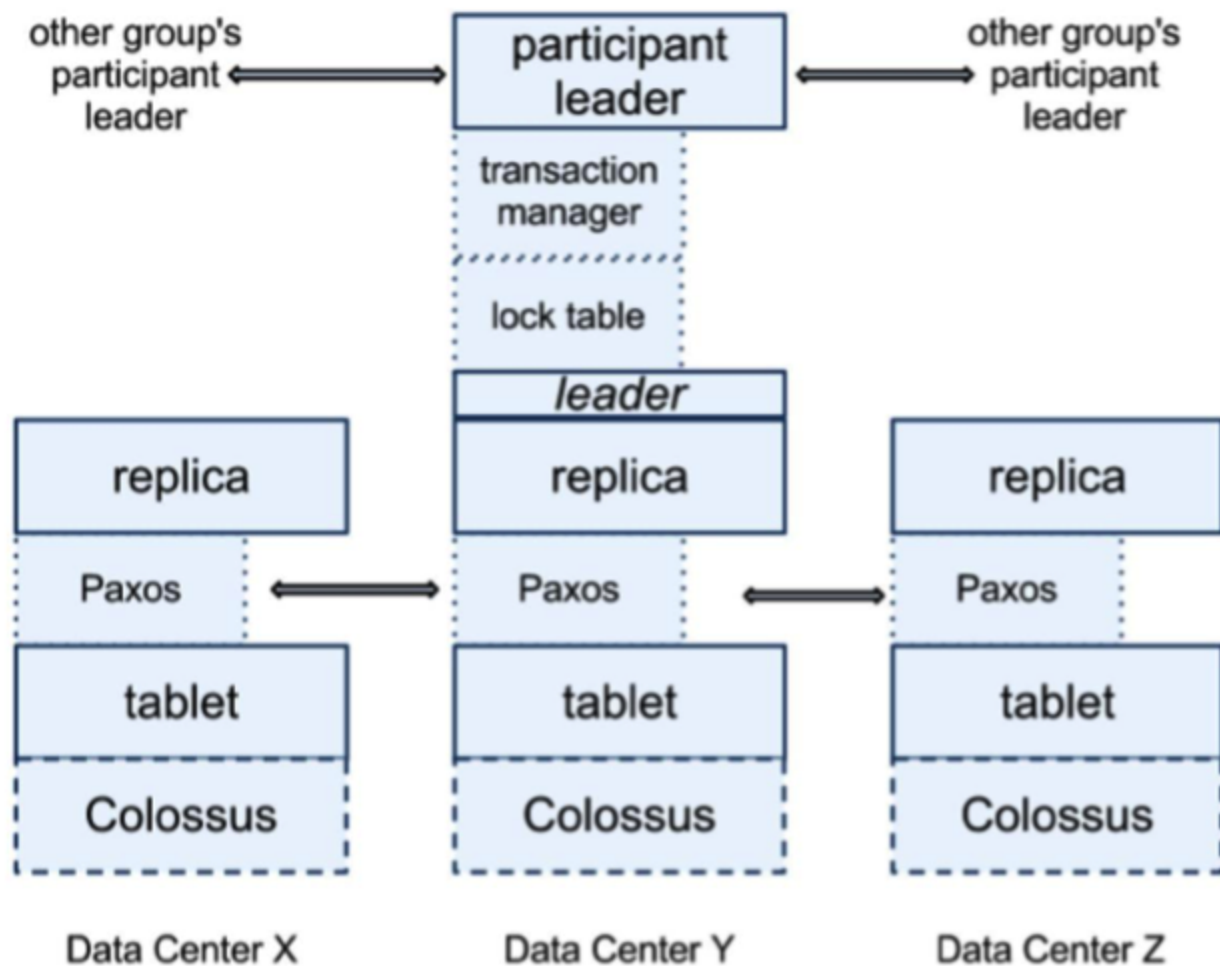 other group's
participant
leader
participant
leader
other group's
participant
leader
transaction
manager
lock table
leader
replica
replica
replica
Paxos
Paxos
Paxos
tablet
tablet
tablet
Colossus
Colossus
Colossus
Data Center X
Data Center Y
Data Center Z